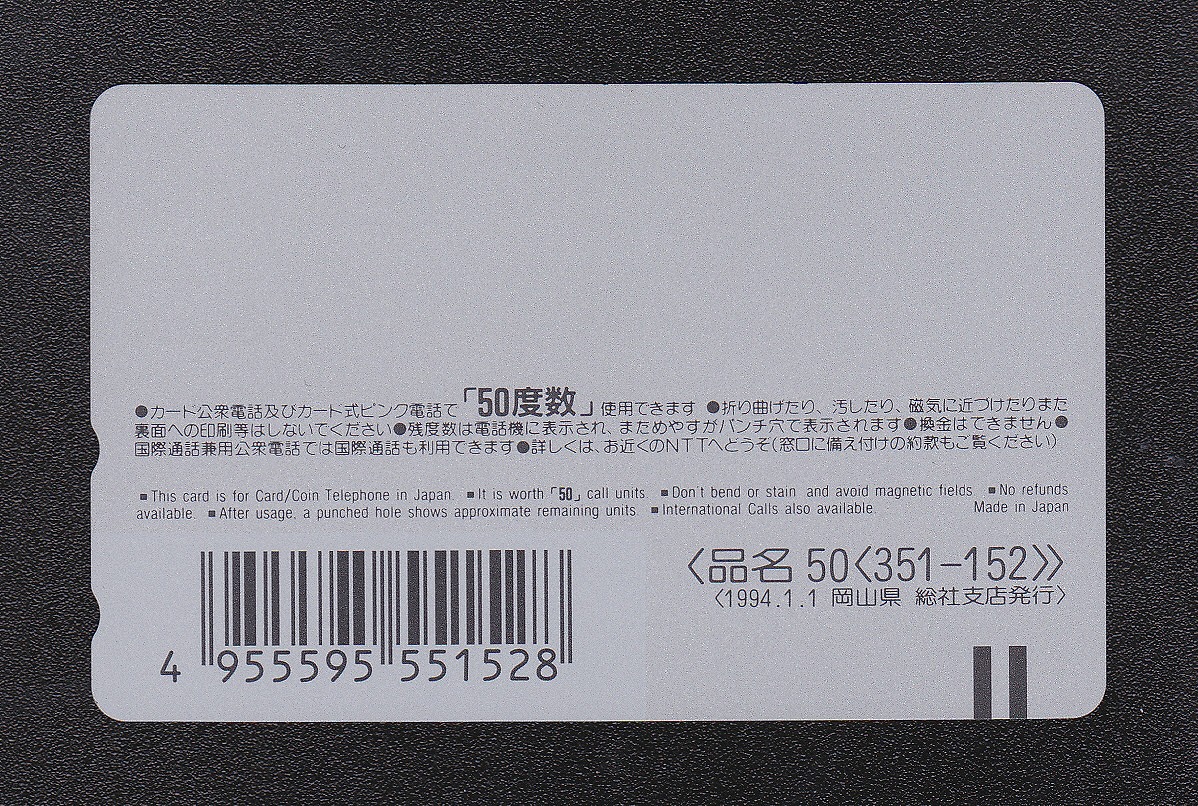 ●カード公衆電話及びカード式ピンク電話で「50度数」使用できます ●折り曲げたり、汚したり、磁気に近づけたりまた
裏面への印刷等はしないでください●残度数は電話機に表示され、まためやすがパンチ穴で表示されます●換金はできません●
国際通話兼用公衆電話では国際通話も利用できます●詳しくは、お近くのNTTへどうぞ(窓口に備え付けの約款もご覧ください)
■This card is for Card/Coin Telephone in Japan. ■It is worth「50」call units. ■Don't bend or stain and avoid magnetic fields ■No refunds
available. ■After usage, a punched hole shows approximate remaining units. ■International Calls also available. Made in Japan
〈品名 50〈351-152〉〉
〈1994.1.1 岡山県 総社支店発行〉
4 955595 551528